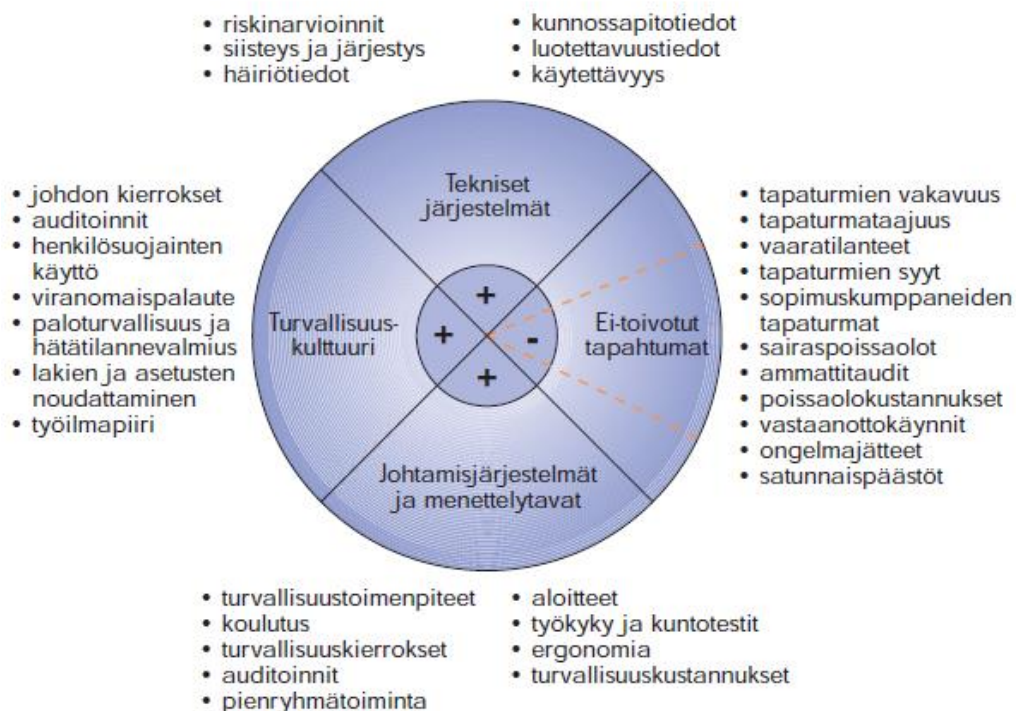 • riskinarvioinnit
• siisteys ja järjestys
• häiriötiedot
• kunnossapitotiedot
• luotettavuustiedot
• käytettävyys
Tekniset
järjestelmät
• johdon kierrokset
• auditoinnit
• henkilösuojainten
käyttö
• viranomaispalaute
• paloturvallisuus ja
hätätilannevalmius
• lakien ja asetusten
noudattaminen
• työilmapiiri
Turvallisuus-
kulttuuri
+
+
-
+
Ei-toivotut
tapahtumat
• tapaturmien vakavuus
• tapaturmataajuus
• vaaratilanteet
• tapaturmien syyt
• sopimuskumppaneiden
tapaturmat
• sairaspoissaolot
• ammattitaudit
• poissaolokustannukset
• vastaanottokäynnit
• ongelmajätteet
• satunnaispäästöt
Johtamisjärjestelmät
ja menettelytavat
• turvallisuustoimenpiteet
• koulutus
• turvallisuuskierrokset
• auditoinnit
• pienryhmätoiminta
• aloitteet
• työkyky ja kuntotestit
• ergonomia
• turvallisuuskustannukset